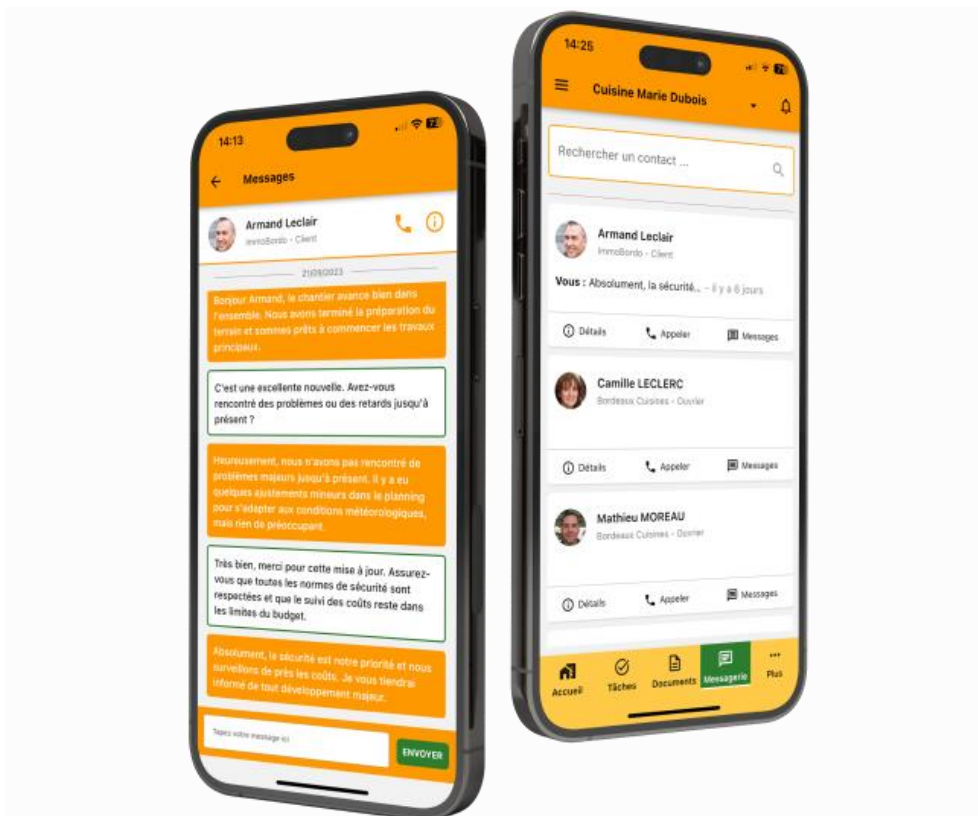 14:13
73
Messages
Armand Leclair
ImmoBordo - Client
21/09/2023
Bonjour Armand, le chantier avance bien dans
l'ensemble. Nous avons terminé la préparation du
terrain et sommes prêts à commencer les travaux
principaux.
C'est une excellente nouvelle. Avez-vous
rencontré des problèmes ou des retards jusqu'à
présent ?
Heureusement, nous n'avons pas rencontré de
problèmes majeurs jusqu'à présent. Il y a eu
quelques ajustements mineurs dans le planning
pour s'adapter aux conditions météorologiques,
mais rien de préoccupant.
Très bien, merci pour cette mise à jour. Assurez-
vous que toutes les normes de sécurité sont
respectées et que le suivi des coûts reste dans
les limites du budget.
Absolument, la sécurité est notre priorité et nous
surveillons de près les coûts. Je vous tiendrai
informé de tout développement majeur.
Tapez votre message ici
ENVOYER
14:25
Cuisine Marie Dubois
Rechercher un contact ...
Armand Leclair
ImmoBordo - Client
Vous : Absolument, la sécurité... - il y a 6 jours
Détails Appeler Messages
Camille LECLERC
Bordeaux Cuisines - Ouvrier
Détails Appeler Messages
Mathieu MOREAU
Bordeaux Cuisines - Ouvrier
Détails Appeler Messages
Accueil Tâches Documents Messagerie Plus